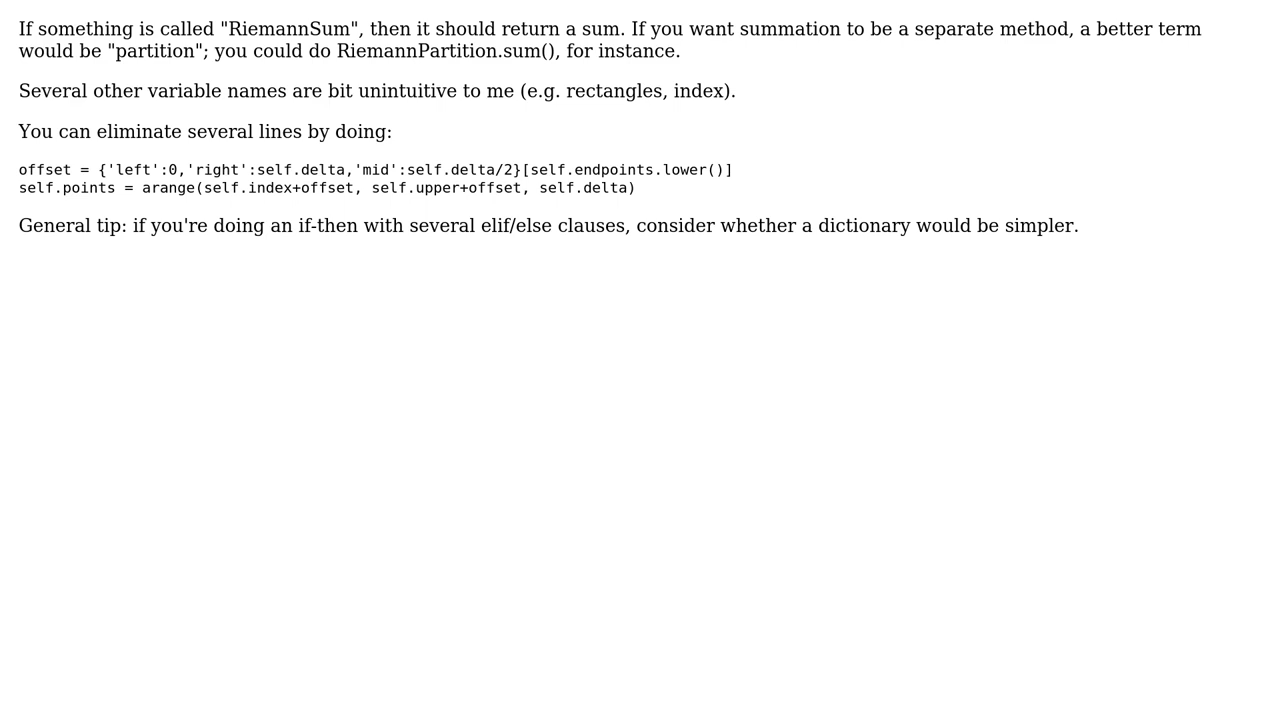 If something is called "RiemannSum", then it should return a sum. If you want summation to be a separate method, a better term
would be "partition"; you could do RiemannPartition.sum(), for instance.
Several other variable names are bit unintuitive to me (e.g. rectangles, index).
You can eliminate several lines by doing:
offset = {'left':0,'right':self.delta,'mid':self.delta/2}[self.endpoints.lower()]
self.points = arange(self.index+offset, self.upper+offset, self.delta)
General tip: if you're doing an if-then with several elif/else clauses, consider whether a dictionary would be simpler.